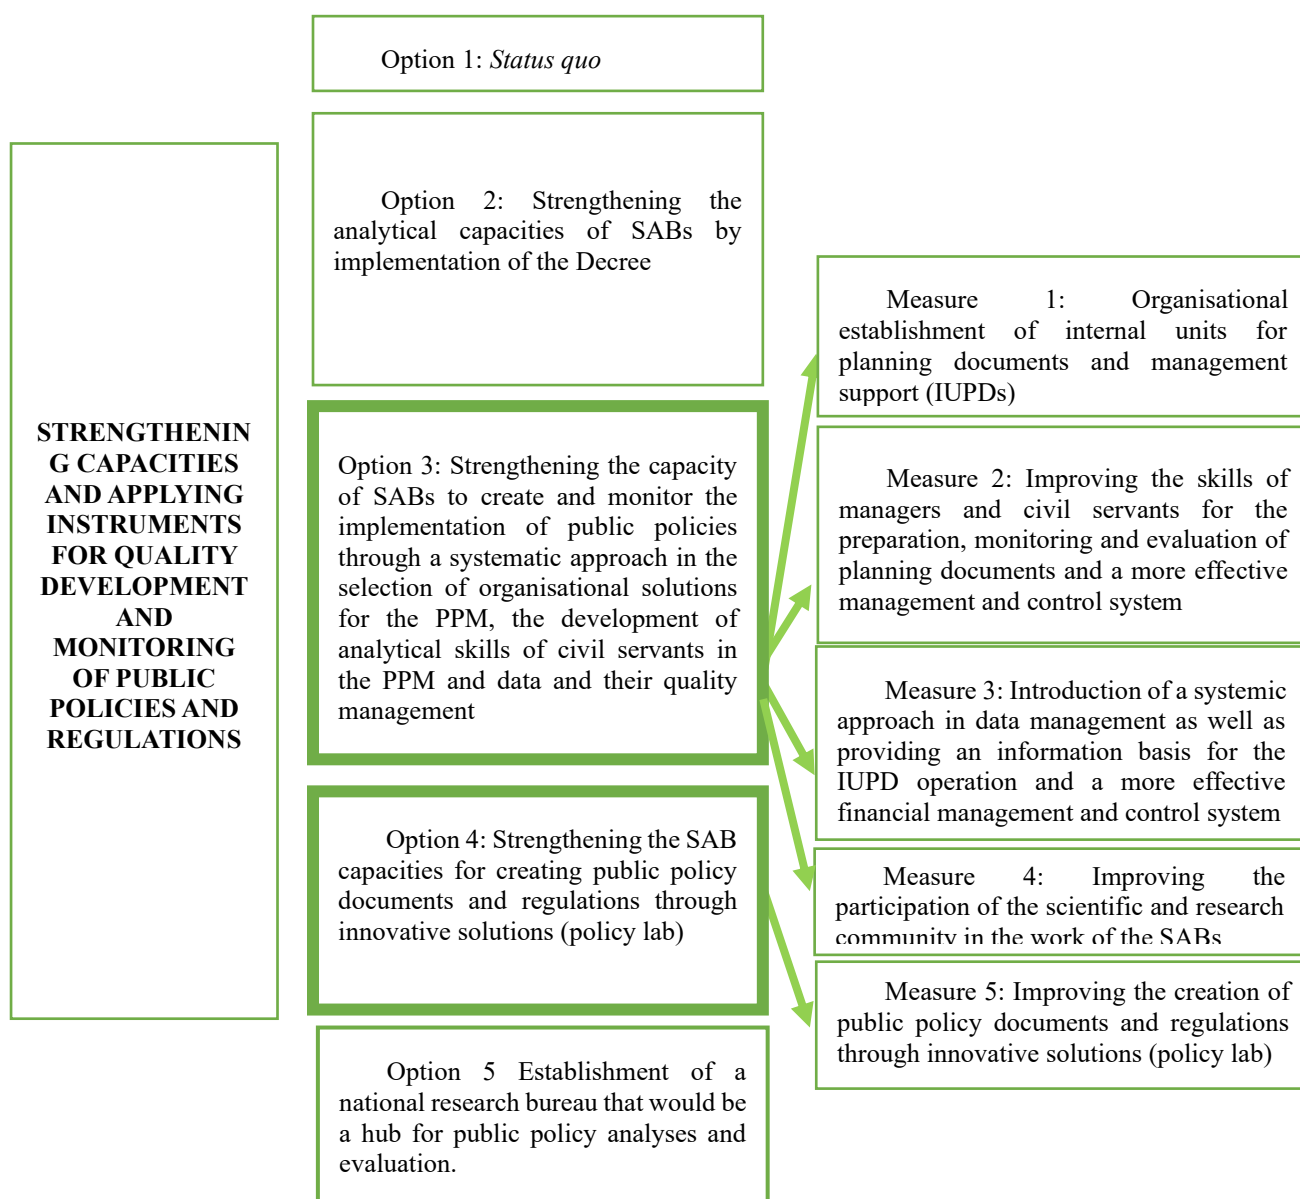 Option 1: Status quo
Option 2: Strengthening the
analytical capacities of SABs by
implementation of the Decree
STRENGTHENIN
G CAPACITIES
AND APPLYING
INSTRUMENTS
FOR QUALITY
DEVELOPMENT
AND
MONITORING
OF PUBLIC
POLICIES AND
REGULATIONS
Option 3: Strengthening the capacity
of SABs to create and monitor the
implementation of public policies
through a systematic approach in the
selection of organisational solutions
for the PPM, the development of
analytical skills of civil servants in
the PPM and data and their quality
management
Option 4: Strengthening the SAB
capacities for creating public policy
documents and regulations through
innovative solutions (policy lab)
Option 5 Establishment of a
national research bureau that would be
a hub for public policy analyses and
evaluation.
Measure 1: Organisational
establishment of internal units for
planning documents and management
support (IUPDs)
Measure 2: Improving the skills of
managers and civil servants for the
preparation, monitoring and evaluation of
planning documents and a more effective
management and control system
Measure 3: Introduction of a systemic
approach in data management as well as
providing an information basis for the
IUPD operation and a more effective
financial management and control system
Measure 4: Improving the
participation of the scientific and research
community in the work of the SABs
Measure 5: Improving the creation of
public policy documents and regulations
through innovative solutions (policy lab)